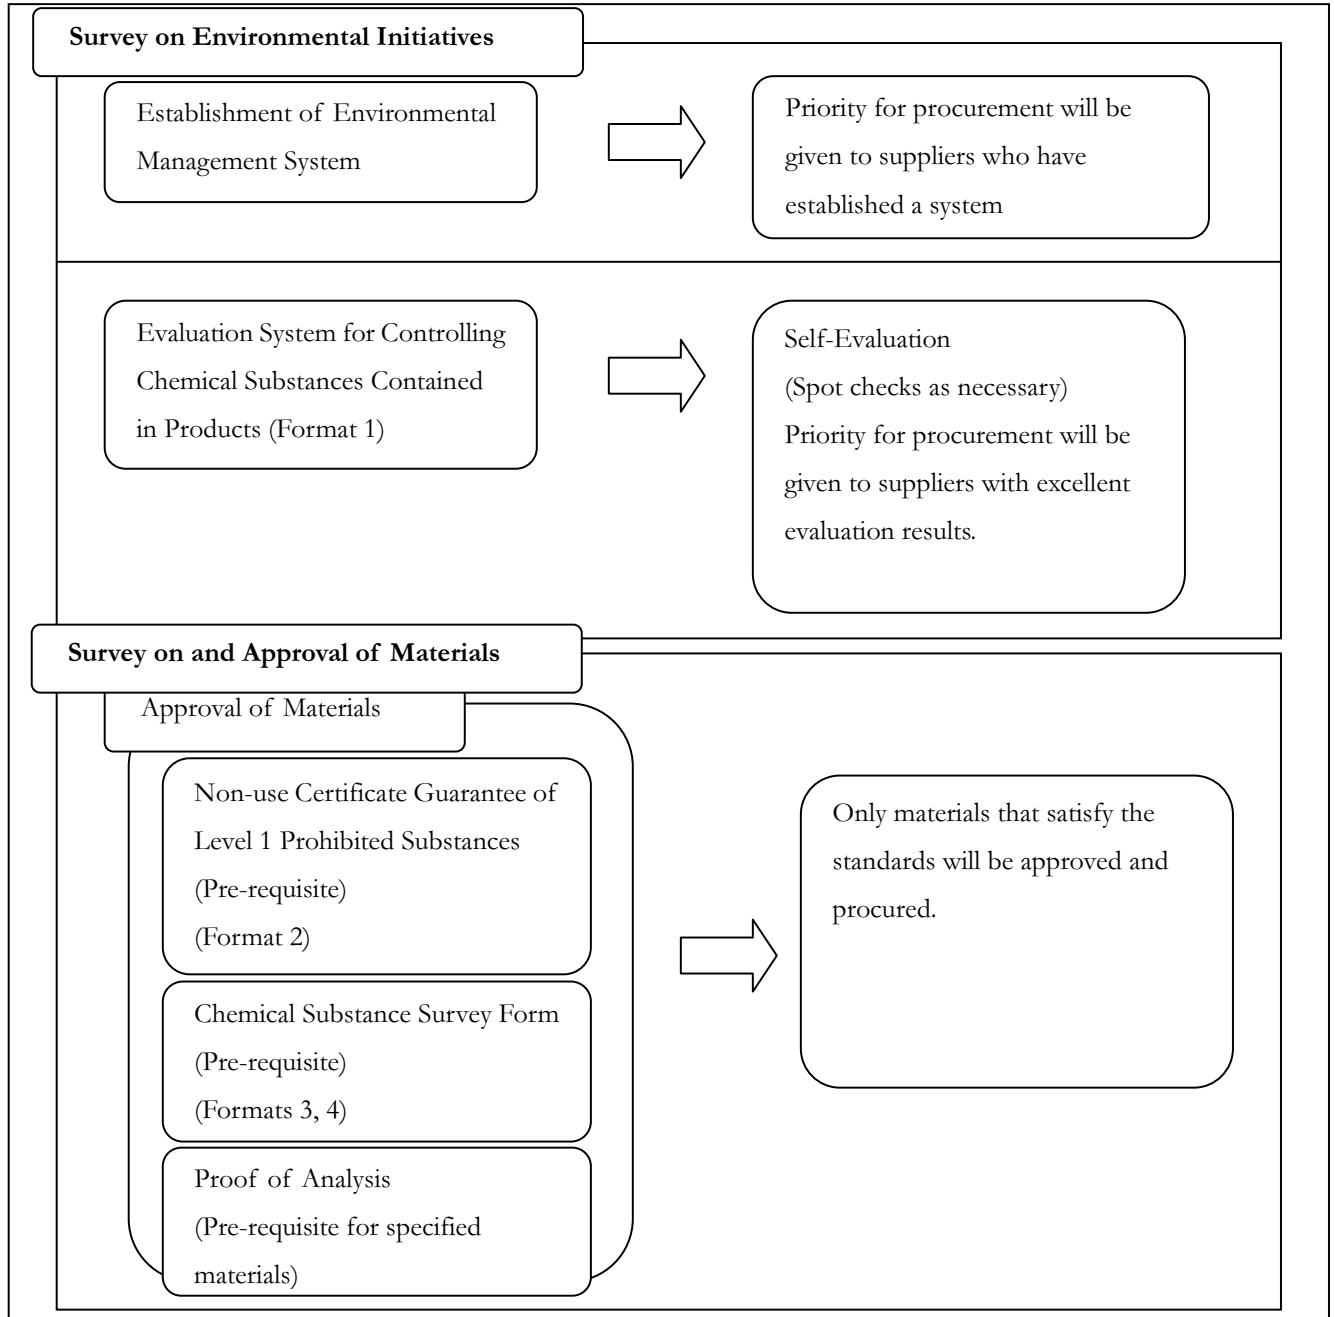 Survey on Environmental Initiatives
Establishment of Environmental
Management System
Priority for procurement will be
given to suppliers who have
established a system
Evaluation System for Controlling
Chemical Substances Contained
in Products (Format 1)
Self-Evaluation
(Spot checks as necessary)
Priority for procurement will be
given to suppliers with excellent
evaluation results.
Survey on and Approval of Materials
Approval of Materials
Non-use Certificate Guarantee of
Level 1 Prohibited Substances
(Pre-requisite)
(Format 2)
Chemical Substance Survey Form
(Pre-requisite)
(Formats 3, 4)
Proof of Analysis
(Pre-requisite for specified
materials)
Only materials that satisfy the
standards will be approved and
procured.